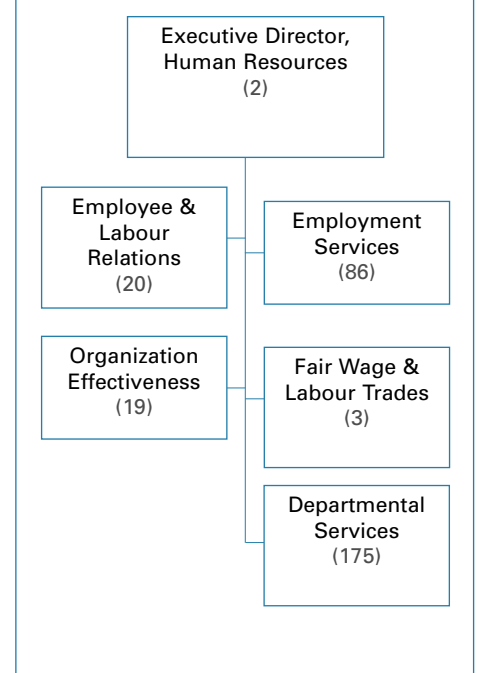 Executive Director,
Human Resources
(2)
Employee &
Labour
Relations
(20)
Employment
Services
(86)
Organization
Effectiveness
(19)
Fair Wage &
Labour Trades
(3)
Departmental
Services
(175)